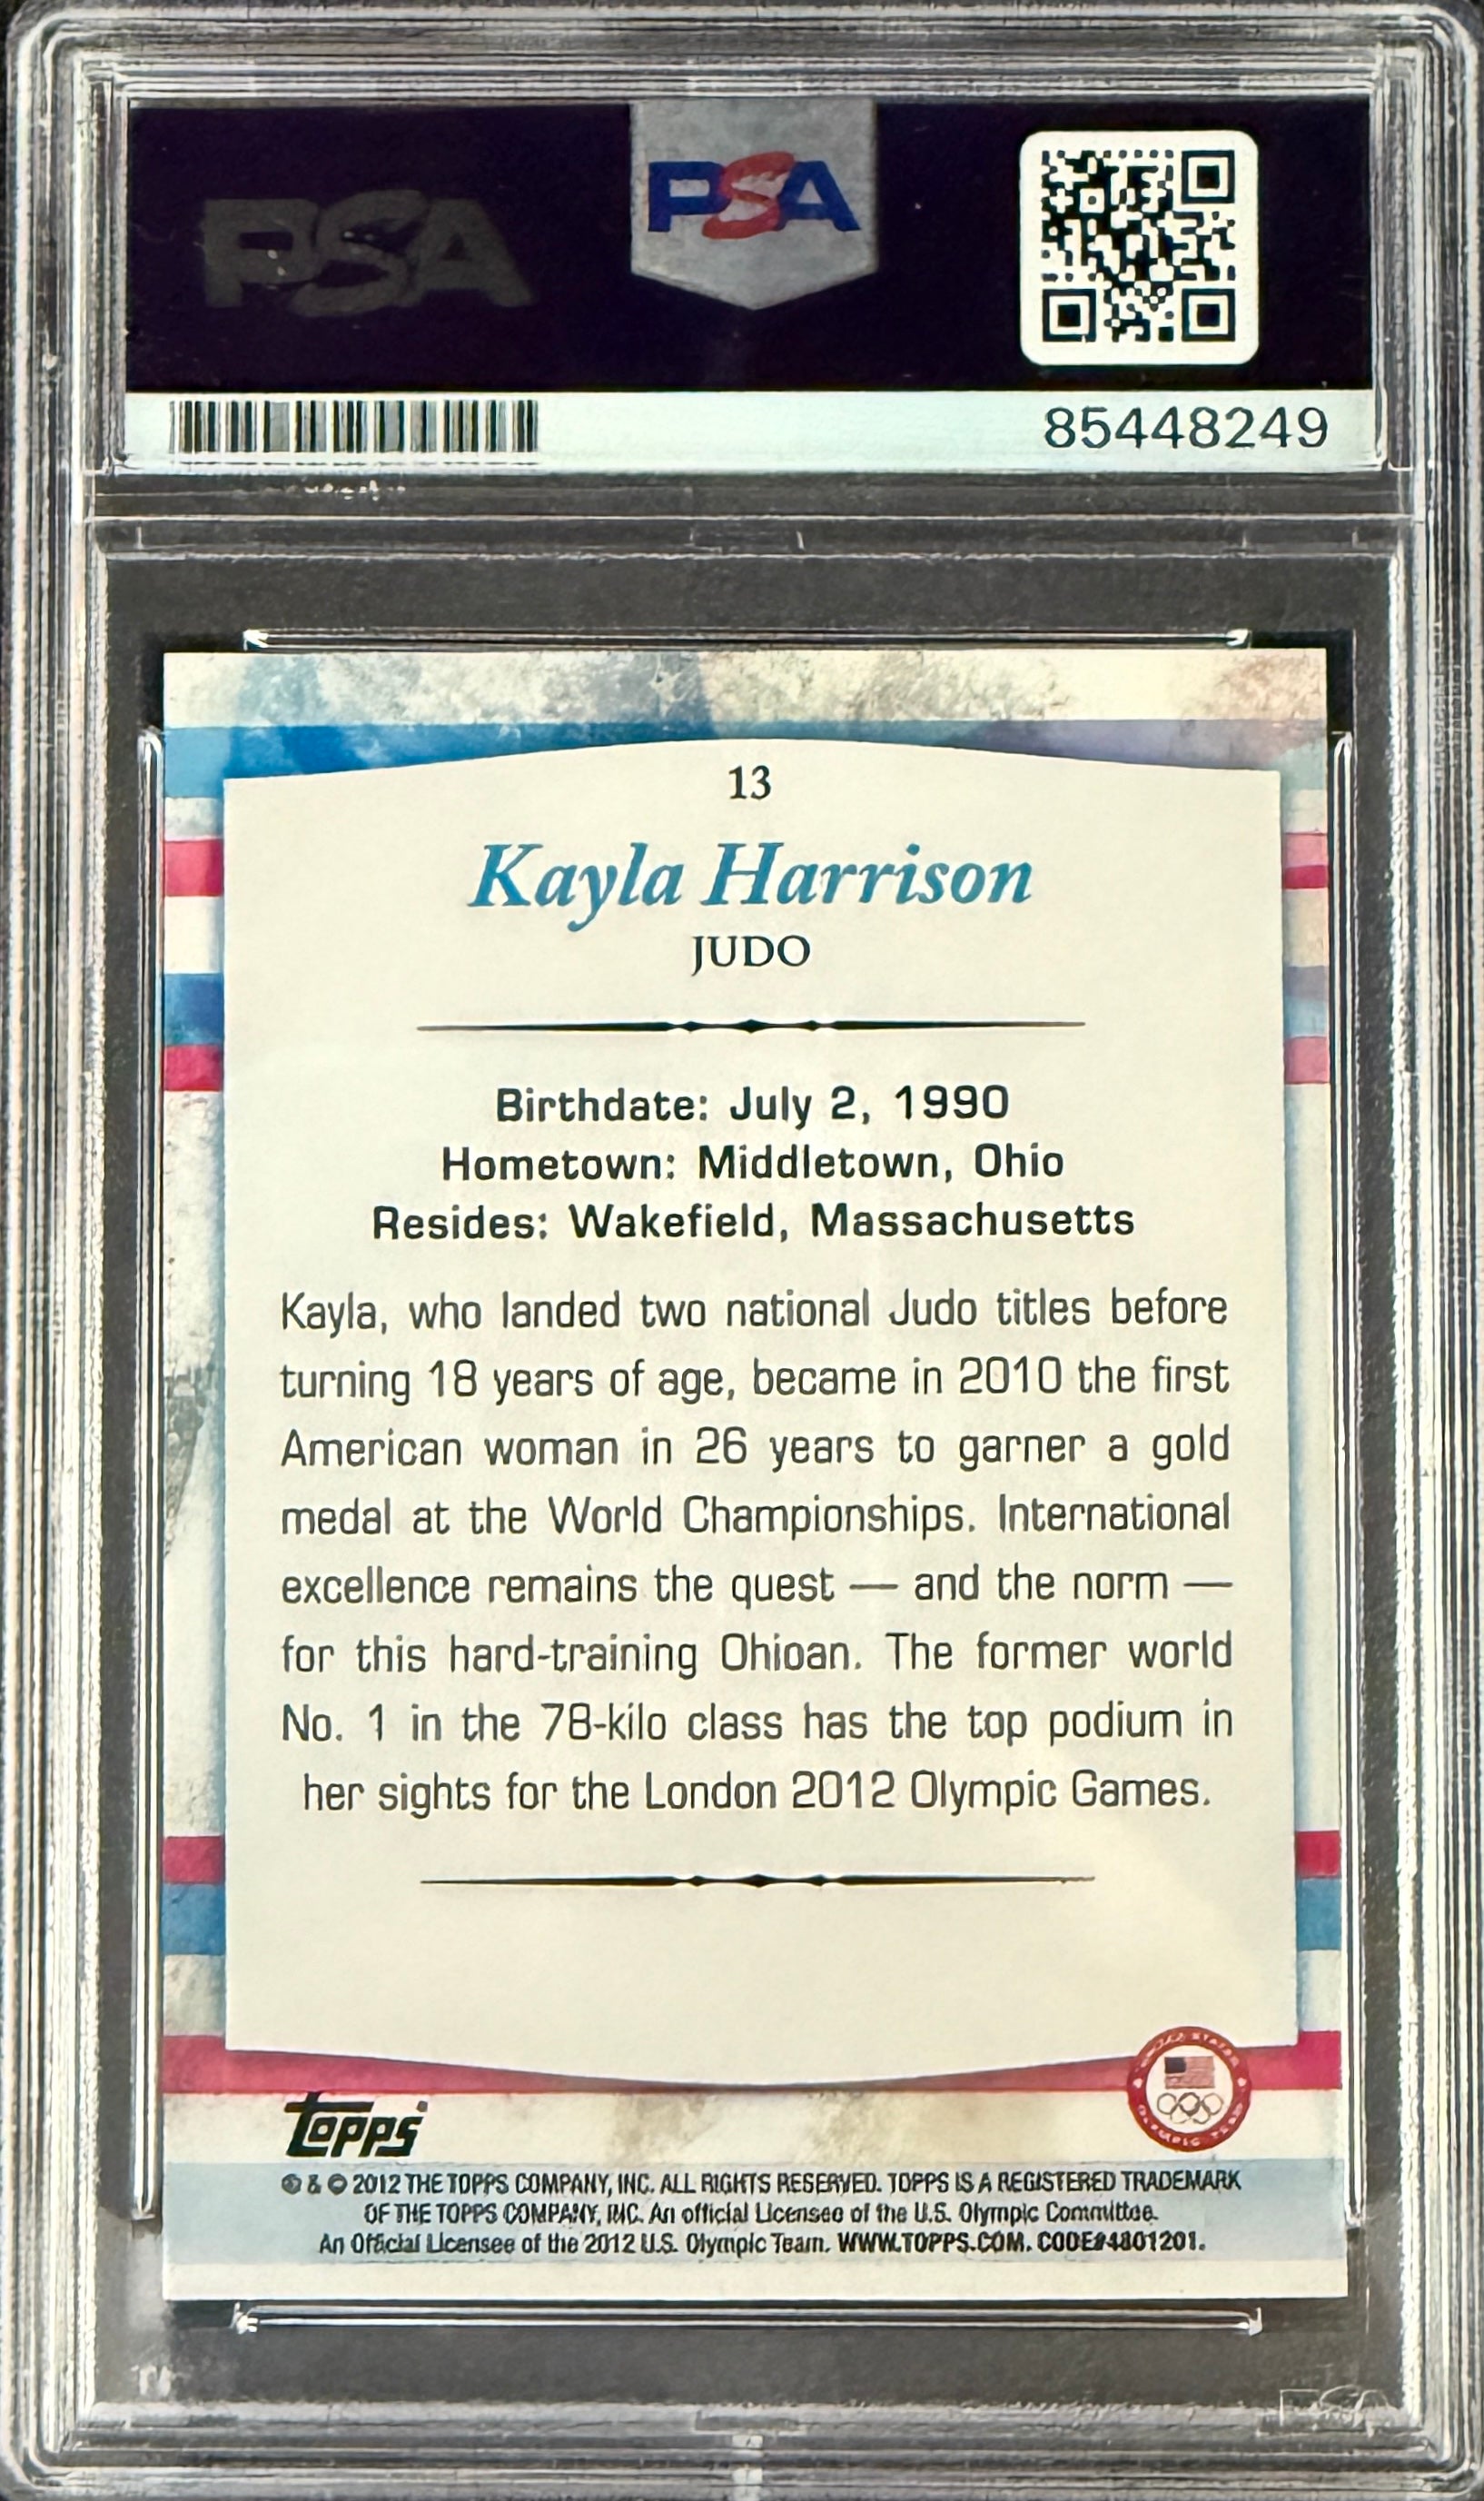 PSA
PSA
85448249
13
Kayla Harrison
JUDO
Birthdate: July 2, 1990
Hometown: Middletown, Ohio
Resides: Wakefield, Massachusetts
Kayla, who landed two national Judo titles before
turning 18 years of age, became in 2010 the first
American woman in 26 years to garner a gold
medal at the World Championships. International
excellence remains the quest — and the norm —
for this hard-training Ohioan. The former world
No. 1 in the 78-kilo class has the top podium in
her sights for the London 2012 Olympic Games.
UNITED STATES
OLYMPIC TEAM
Topps
® & © 2012 THE TOPPS COMPANY, INC. ALL RIGHTS RESERVED. TOPPS IS A REGISTERED TRADEMARK
OF THE TOPPS COMPANY, INC. An official Licensee of the U.S. Olympic Committee.
An Official Licensee of the 2012 U.S. Olympic Team. WWW.TOPPS.COM. CODE#4801201.
PSA